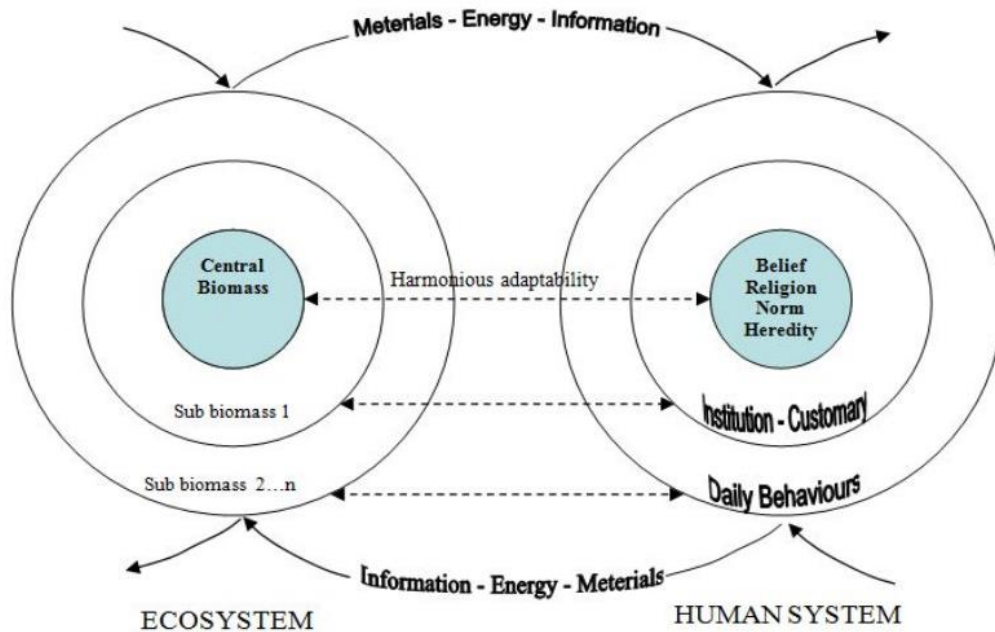 Meterials - Energy - Information
Central
Biomass
Harmonious adaptability
Belief
Religion
Norm
Heredity
Sub biomass 1
Institution - Customary
Sub biomass 2...n
Daily Behaviours
Information - Energy - Meterials
ECOSYSTEM
HUMAN SYSTEM